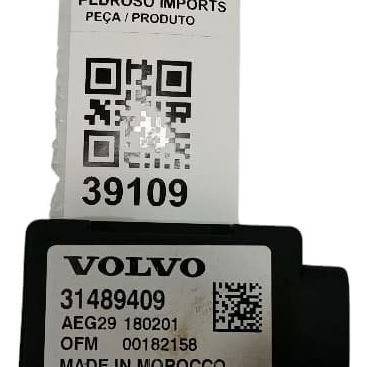 PEDROSO IMPORTS
PEÇA / PRODUTO
39109
VOLVO
31489409
AEG29 180201
OFM 00182158
MADE IN MOROCCO